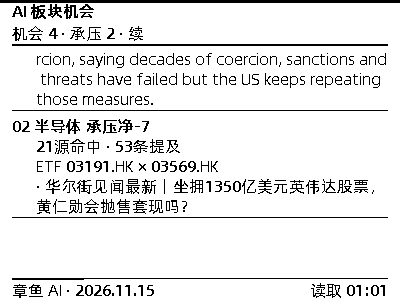 AI 板块机会
机会 4 · 承压 2 · 续
rcion, saying decades of coercion, sanctions and
threats have failed but the US keeps repeating
those measures.
02 半导体 承压净-7
21源命中 · 53条提及
ETF 03191.HK × 03569.HK
· 华尔街见闻最新｜坐拥1350亿美元英伟达股票，
黄仁勋会抛售套现吗？
章鱼 AI · 2026.11.15
读取 01:01